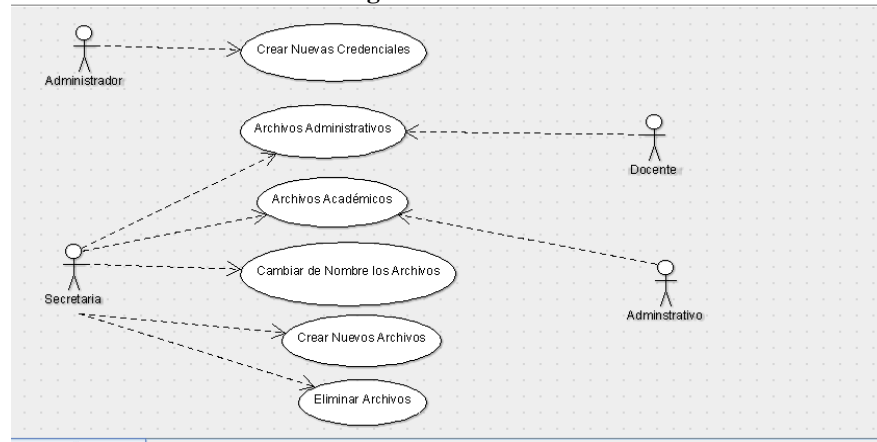 Crear Nuevas Credenciales
Administrador
Archivos Administrativos
Docente
Archivos Académicos
Cambiar de Nombre los Archivos
Secretaria
Adminstrativo
Crear Nuevos Archivos
Eliminar Archivos